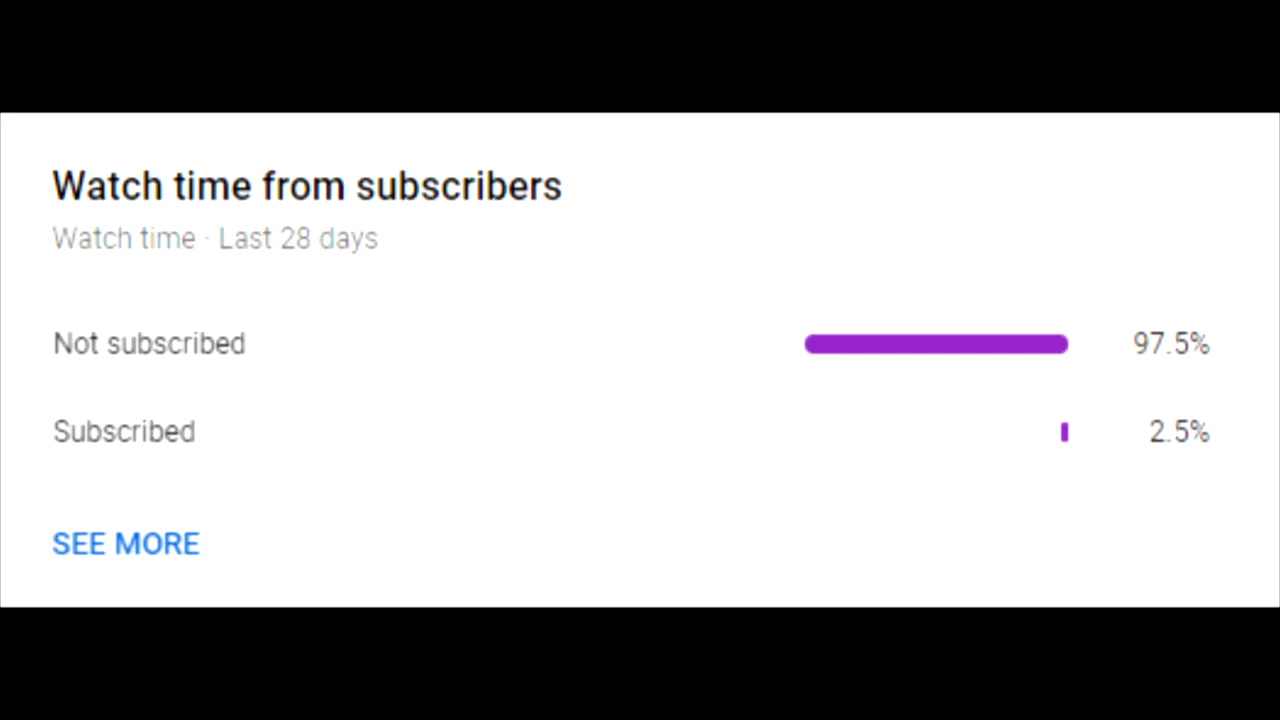 Watch time from subscribers
Watch time · Last 28 days
Not subscribed 97.5%
Subscribed 2.5%
SEE MORE